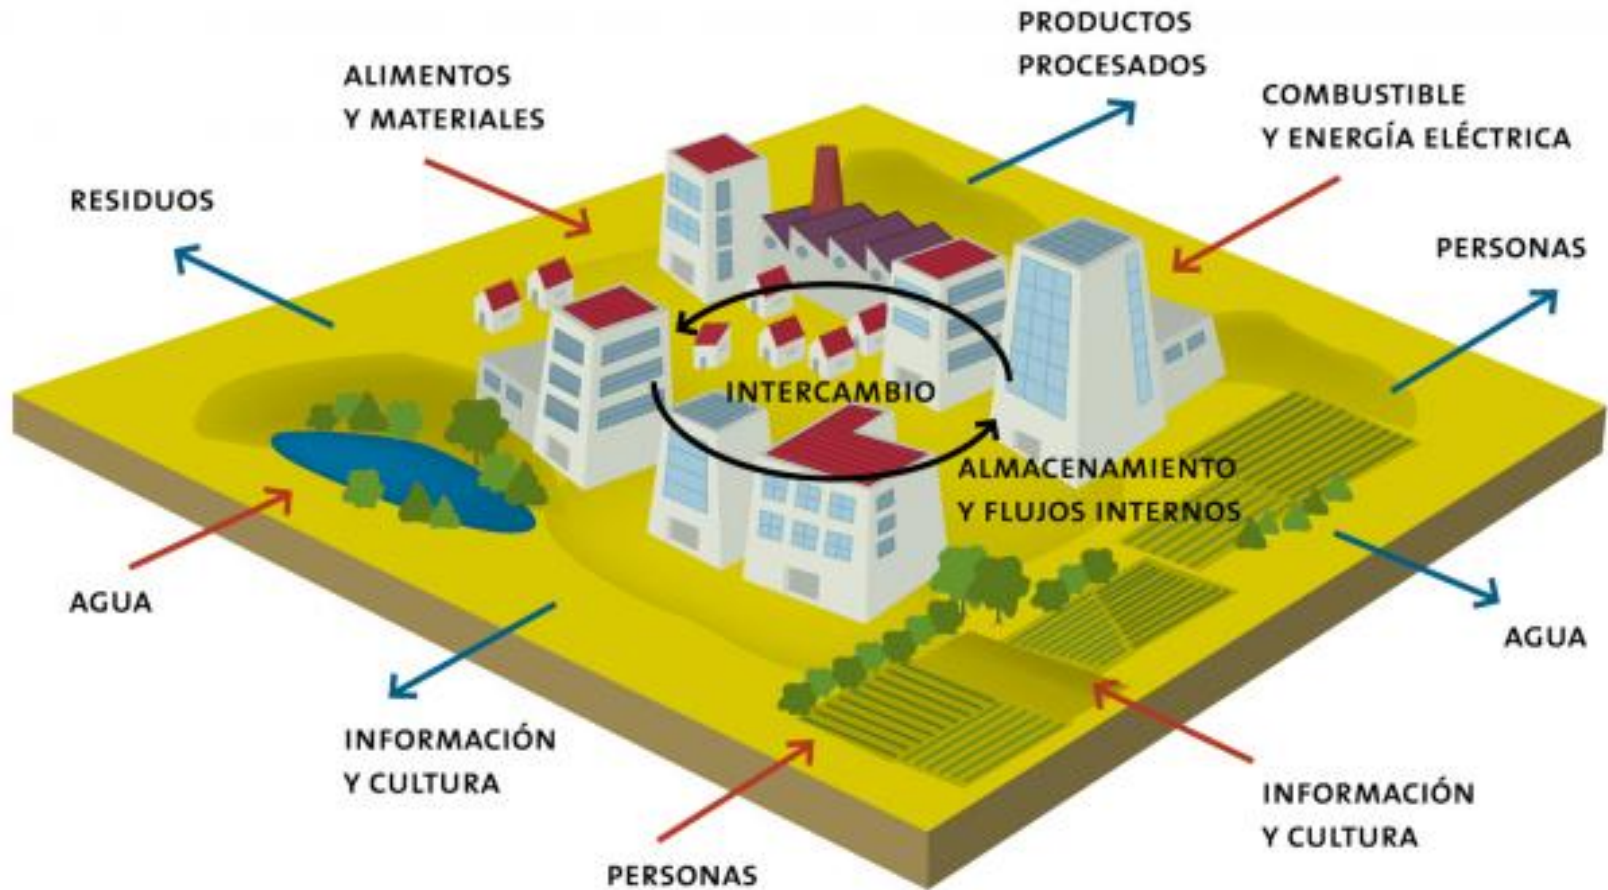 PRODUCTOS
PROCESADOS
ALIMENTOS
Y MATERIALES
COMBUSTIBLE
Y ENERGÍA ELÉCTRICA
RESIDUOS
PERSONAS
INTERCAMBIO
ALMACENAMIENTO
Y FLUJOS INTERNOS
AGUA
AGUA
INFORMACIÓN
Y CULTURA
INFORMACIÓN
Y CULTURA
PERSONAS